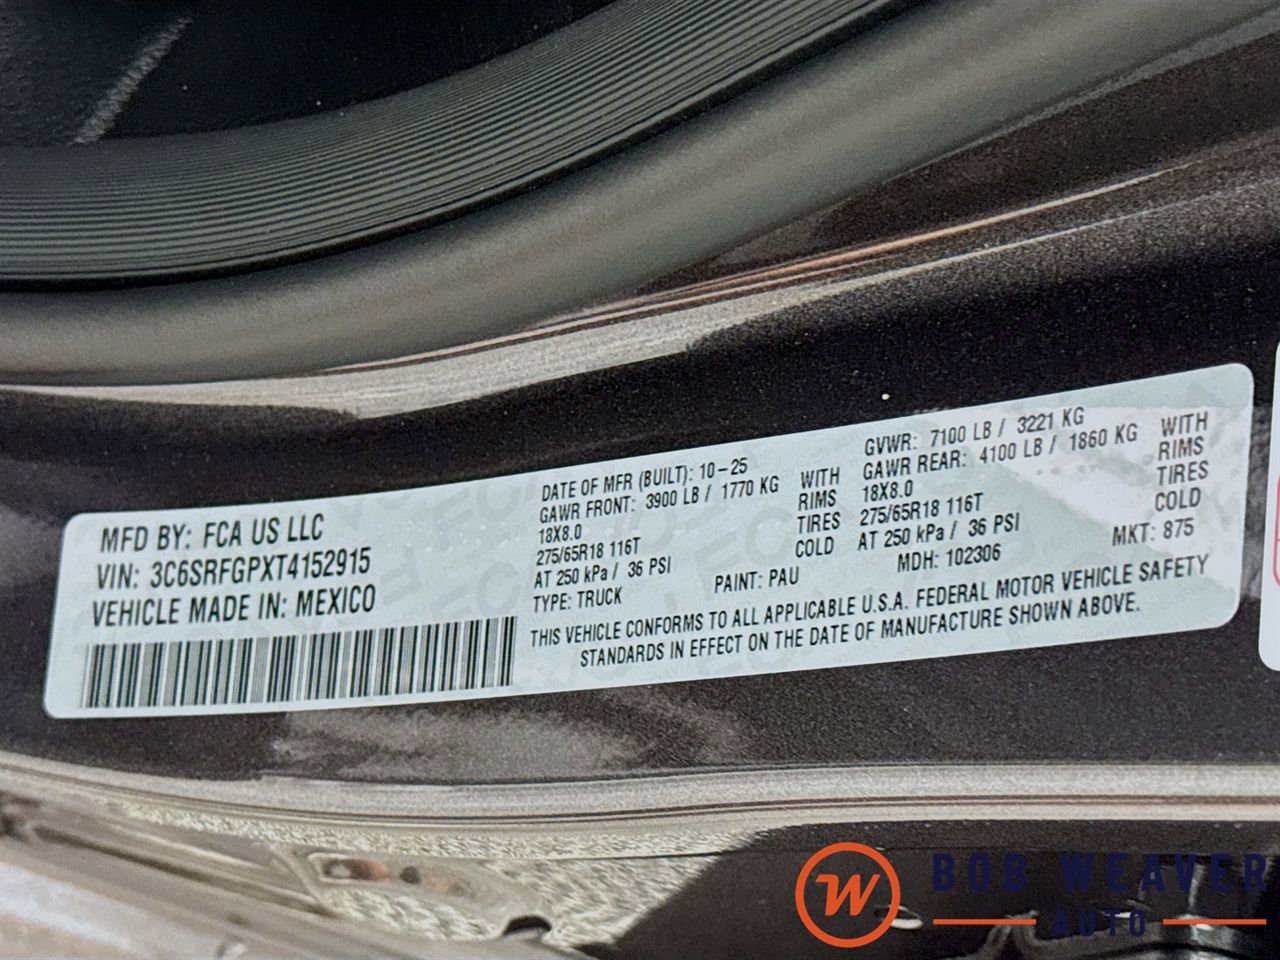 MFD BY: FCA US LLC
VIN: 3C6SRFGPXT4152915
VEHICLE MADE IN: MEXICO
DATE OF MFR (BUILT): 10-25
GAWR FRONT: 3900 LB / 1770 KG WITH
18X8.0 RIMS
275/65R18 116T TIRES
AT 250 kPa / 36 PSI COLD
TYPE: TRUCK PAINT: PAU
GVWR: 7100 LB / 3221 KG
GAWR REAR: 4100 LB / 1860 KG WITH
18X8.0 RIMS
275/65R18 116T TIRES
AT 250 kPa / 36 PSI COLD
MDH: 102306 MKT: 875
THIS VEHICLE CONFORMS TO ALL APPLICABLE U.S.A. FEDERAL MOTOR VEHICLE SAFETY
STANDARDS IN EFFECT ON THE DATE OF MANUFACTURE SHOWN ABOVE.
W
BOB WEAVER
AUTO